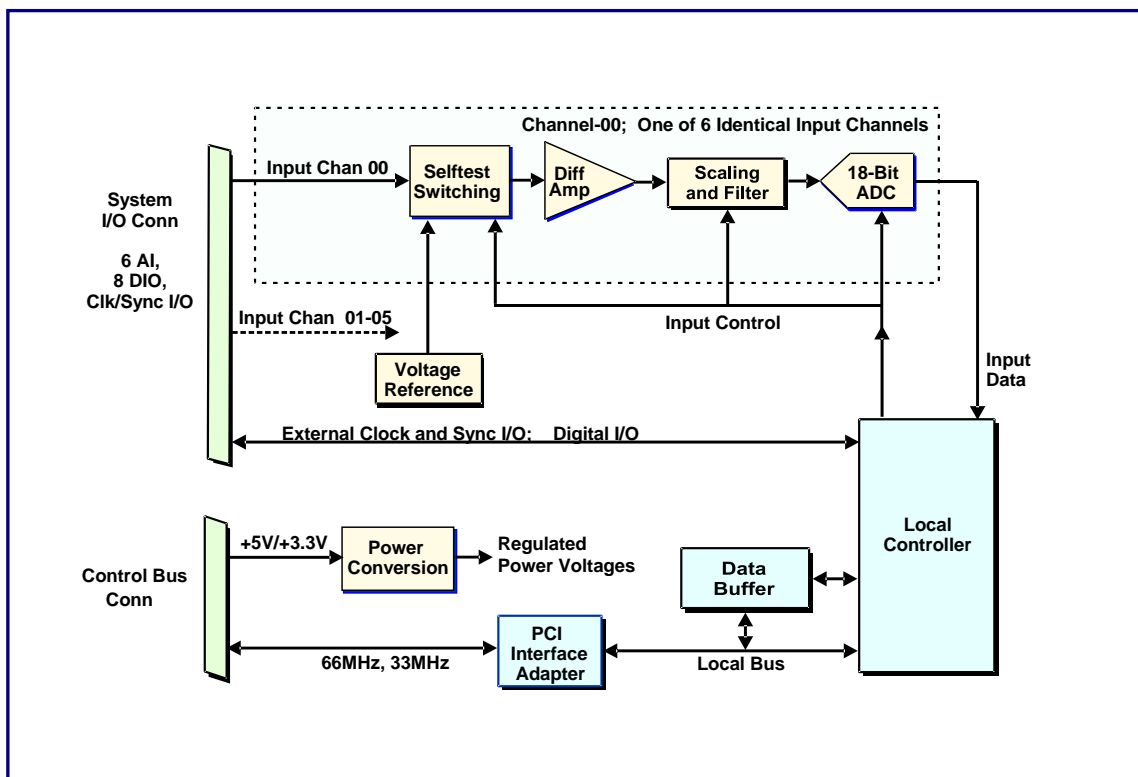 Channel-00;  One of 6 Identical Input Channels
Input Chan 00
Selftest
Switching
Diff
Amp
Scaling
and Filter
18-Bit
ADC
System
I/O Conn
6 AI,
8 DIO,
Clk/Sync I/O
Input Chan  01-05
Input Control
Voltage
Reference
Input
Data
External Clock and Sync I/O;    Digital I/O
Local
Controller
+5V/+3.3V
Power
Conversion
Regulated
Power Voltages
Control Bus
Conn
Data
Buffer
66MHz, 33MHz
PCI
Interface
Adapter
Local Bus